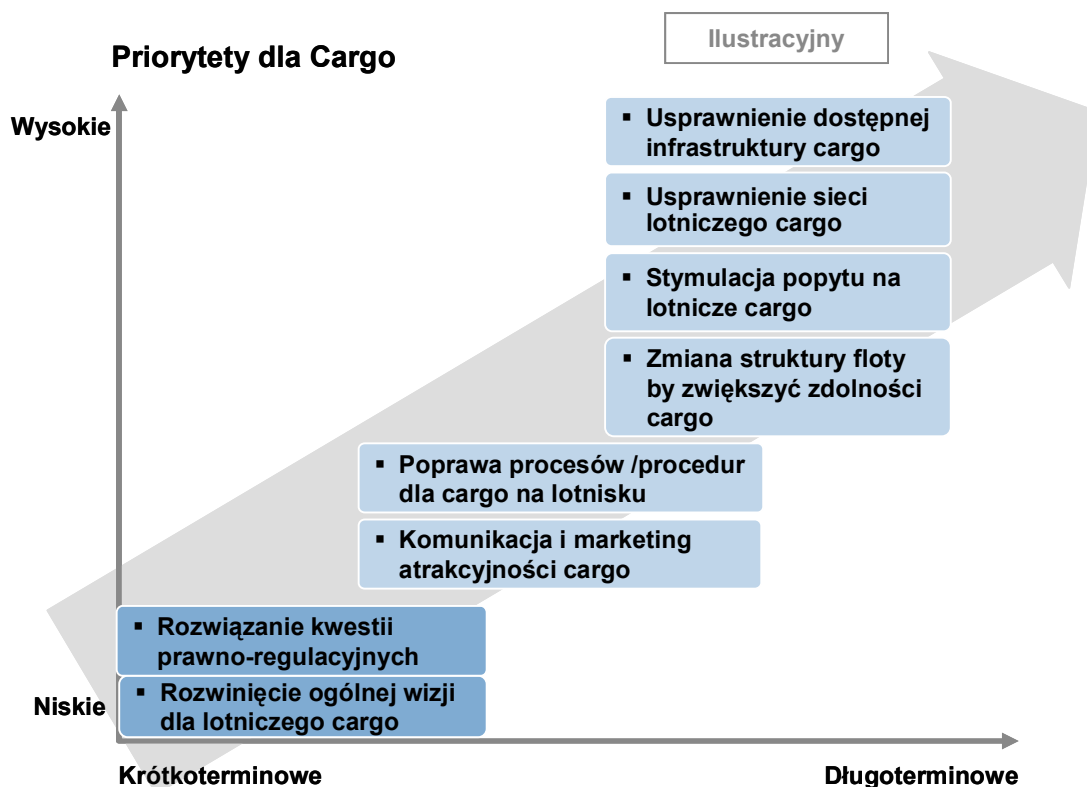 Ilustracyjny
Priorytety dla Cargo
Wysokie
▪ Usprawnienie dostępnej
infrastruktury cargo
▪ Usprawnienie sieci
lotniczego cargo
▪ Stymulacja popytu na
lotnicze cargo
▪ Zmiana struktury floty
by zwiększyć zdolności
cargo
▪ Poprawa procesów /procedur
dla cargo na lotnisku
▪ Komunikacja i marketing
atrakcyjności cargo
▪ Rozwiązanie kwestii
prawno-regulacyjnych
▪ Rozwinięcie ogólnej wizji
dla lotniczego cargo
Niskie
Krótkoterminowe
Długoterminowe